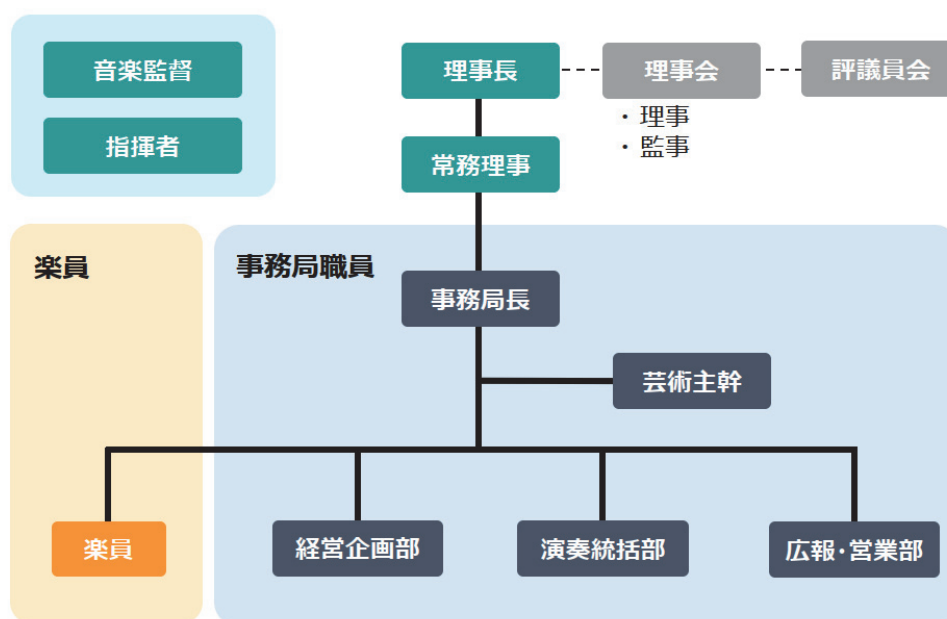 音楽監督
指揮者
理事長
理事会
評議員会
・理事
・監事
常務理事
楽員
事務局職員
事務局長
芸術主幹
楽員
経営企画部
演奏統括部
広報・営業部